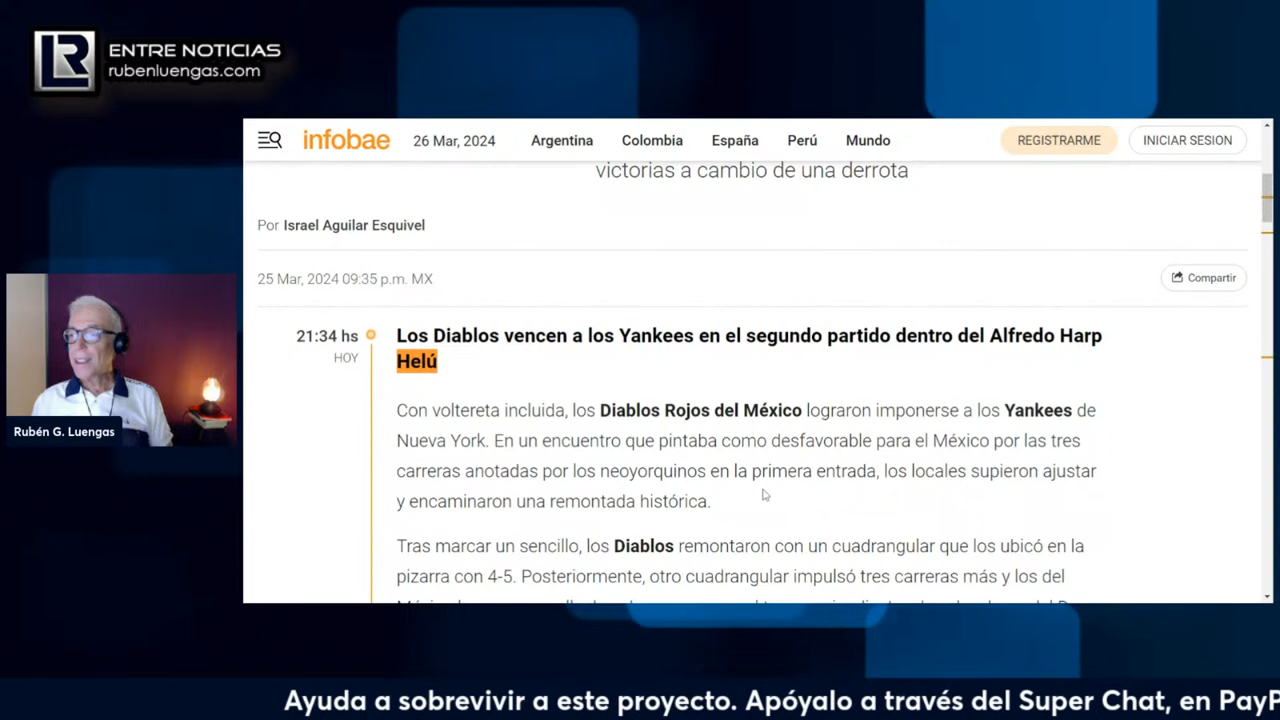 LR ENTRE NOTICIAS
rubenluengas.com
infobae 26 Mar, 2024 Argentina Colombia España Perú Mundo REGISTRARME INICIAR SESION
victorias a cambio de una derrota
Por Israel Aguilar Esquivel
25 Mar, 2024 09:35 p.m. MX Compartir
21:34 hs
HOY
Los Diablos vencen a los Yankees en el segundo partido dentro del Alfredo Harp
Helú
Con voltereta incluida, los Diablos Rojos del México lograron imponerse a los Yankees de
Nueva York. En un encuentro que pintaba como desfavorable para el México por las tres
carreras anotadas por los neoyorquinos en la primera entrada, los locales supieron ajustar
y encaminaron una remontada histórica.
Tras marcar un sencillo, los Diablos remontaron con un cuadrangular que los ubicó en la
pizarra con 4-5. Posteriormente, otro cuadrangular impulsó tres carreras más y los del
Rubén G. Luengas
Ayuda a sobrevivir a este proyecto. Apóyalo a través del Super Chat, en PayP